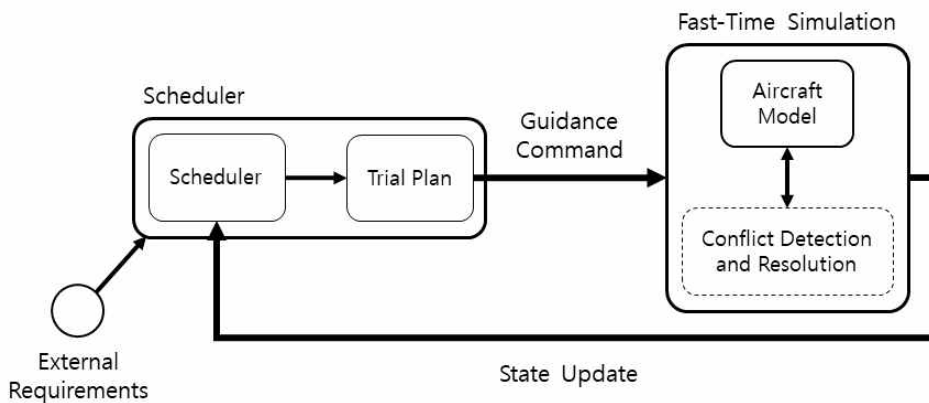 Fast-Time Simulation
Scheduler
Guidance
Command
Aircraft
Model
Scheduler
Trial Plan
Conflict Detection
and Resolution
External
Requirements
State Update